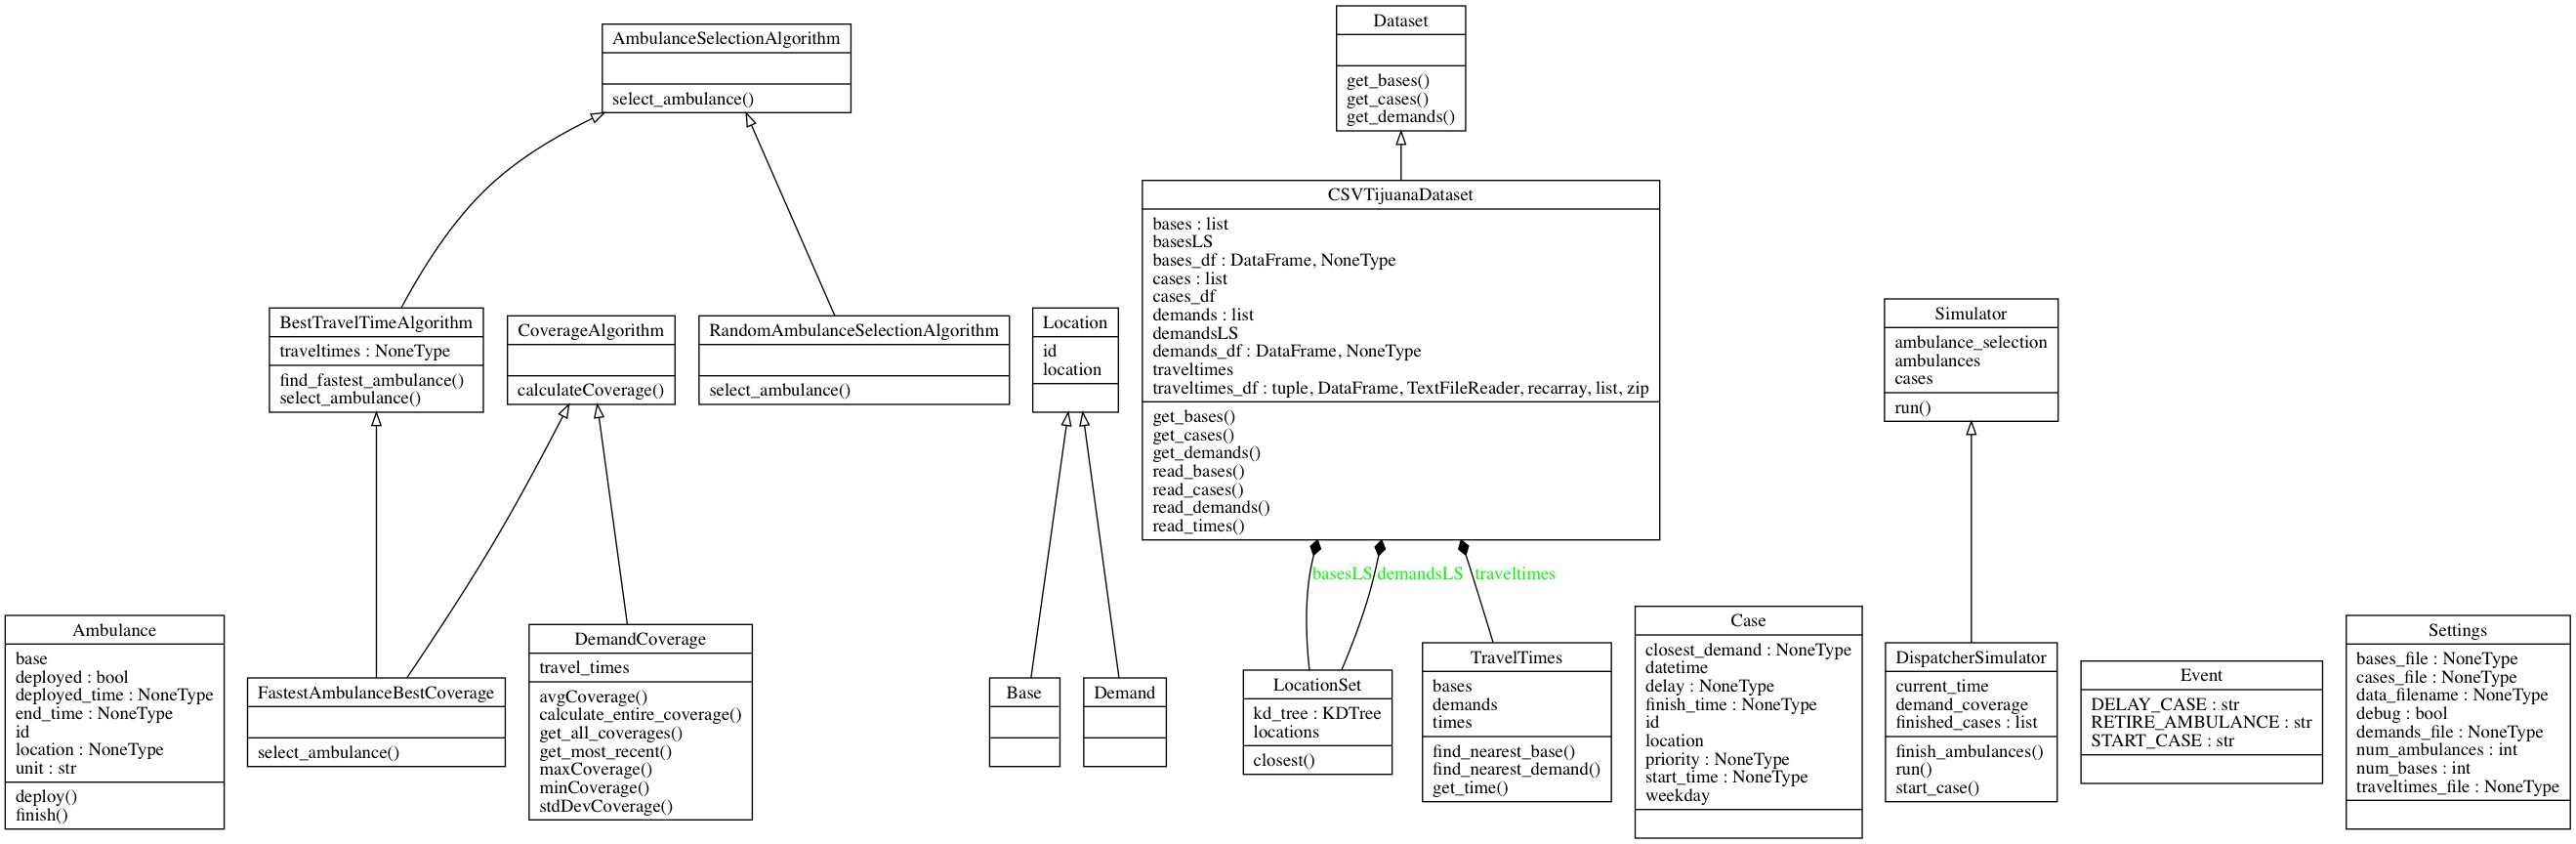 AmbulanceSelectionAlgorithm
select_ambulance()
Dataset
get_bases()
get_cases()
get_demands()
BestTravelTimeAlgorithm
traveltimes : NoneType
find_fastest_ambulance()
select_ambulance()
CoverageAlgorithm
calculateCoverage()
RandomAmbulanceSelectionAlgorithm
select_ambulance()
Location
id
location
CSVTijuanaDataset
bases : list
basesLS
bases_df : DataFrame, NoneType
cases : list
cases_df
demands : list
demandsLS
demands_df : DataFrame, NoneType
traveltimes
traveltimes_df : tuple, DataFrame, TextFileReader, recarray, list, zip
get_bases()
get_cases()
get_demands()
read_bases()
read_cases()
read_demands()
read_times()
Simulator
ambulance_selection
ambulances
cases
run()
basesLS demandsLS traveltimes
Ambulance
base
deployed : bool
deployed_time : NoneType
end_time : NoneType
id
location : NoneType
unit : str
deploy()
finish()
FastestAmbulanceBestCoverage
select_ambulance()
DemandCoverage
travel_times
avgCoverage()
calculate_entire_coverage()
get_all_coverages()
get_most_recent()
maxCoverage()
minCoverage()
stdDevCoverage()
Base
Demand
LocationSet
kd_tree : KDTree
locations
closest()
TravelTimes
bases
demands
times
find_nearest_base()
find_nearest_demand()
get_time()
Case
closest_demand : NoneType
datetime
delay : NoneType
finish_time : NoneType
id
location
priority : NoneType
start_time : NoneType
weekday
DispatcherSimulator
current_time
demand_coverage
finished_cases : list
finish_ambulances()
run()
start_case()
Event
DELAY_CASE : str
RETIRE_AMBULANCE : str
START_CASE : str
Settings
bases_file : NoneType
cases_file : NoneType
data_filename : NoneType
debug : bool
demands_file : NoneType
num_ambulances : int
num_bases : int
traveltimes_file : NoneType